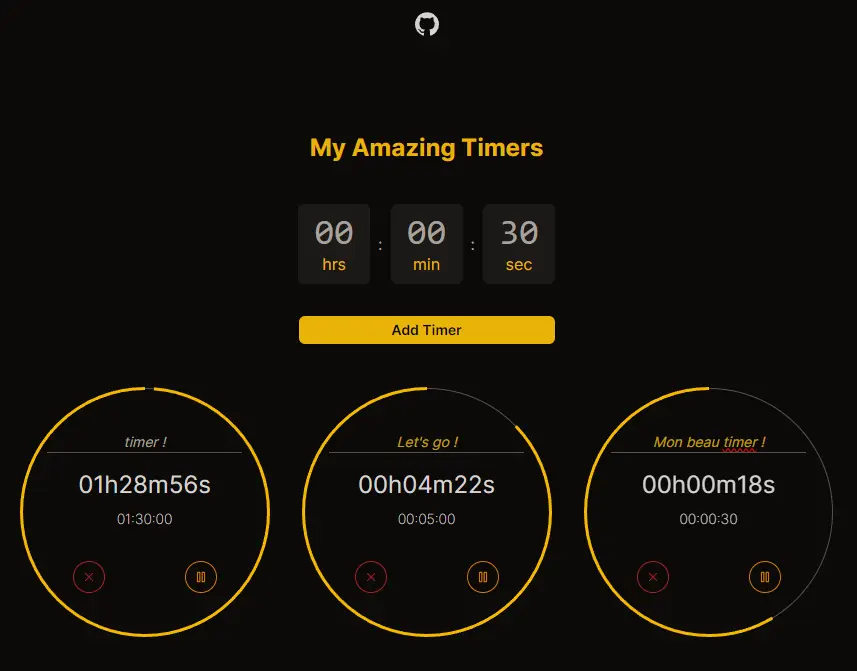 My Amazing Timers
00 : 00 : 30
hrs min sec
Add Timer
timer !
01h28m56s
01:30:00
Let's go !
00h04m22s
00:05:00
Mon beau timer !
00h00m18s
00:00:30